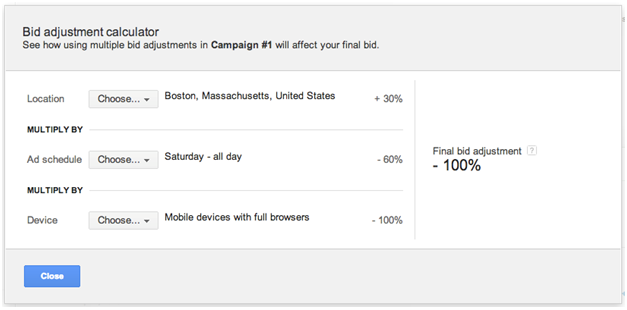 Bid adjustment calculator
See how using multiple bid adjustments in Campaign #1 will affect your final bid.
Location Choose... Boston, Massachusetts, United States + 30%
MULTIPLY BY
Ad schedule Choose... Saturday - all day - 60%
MULTIPLY BY
Device Choose... Mobile devices with full browsers - 100%
Final bid adjustment ?
- 100%
Close